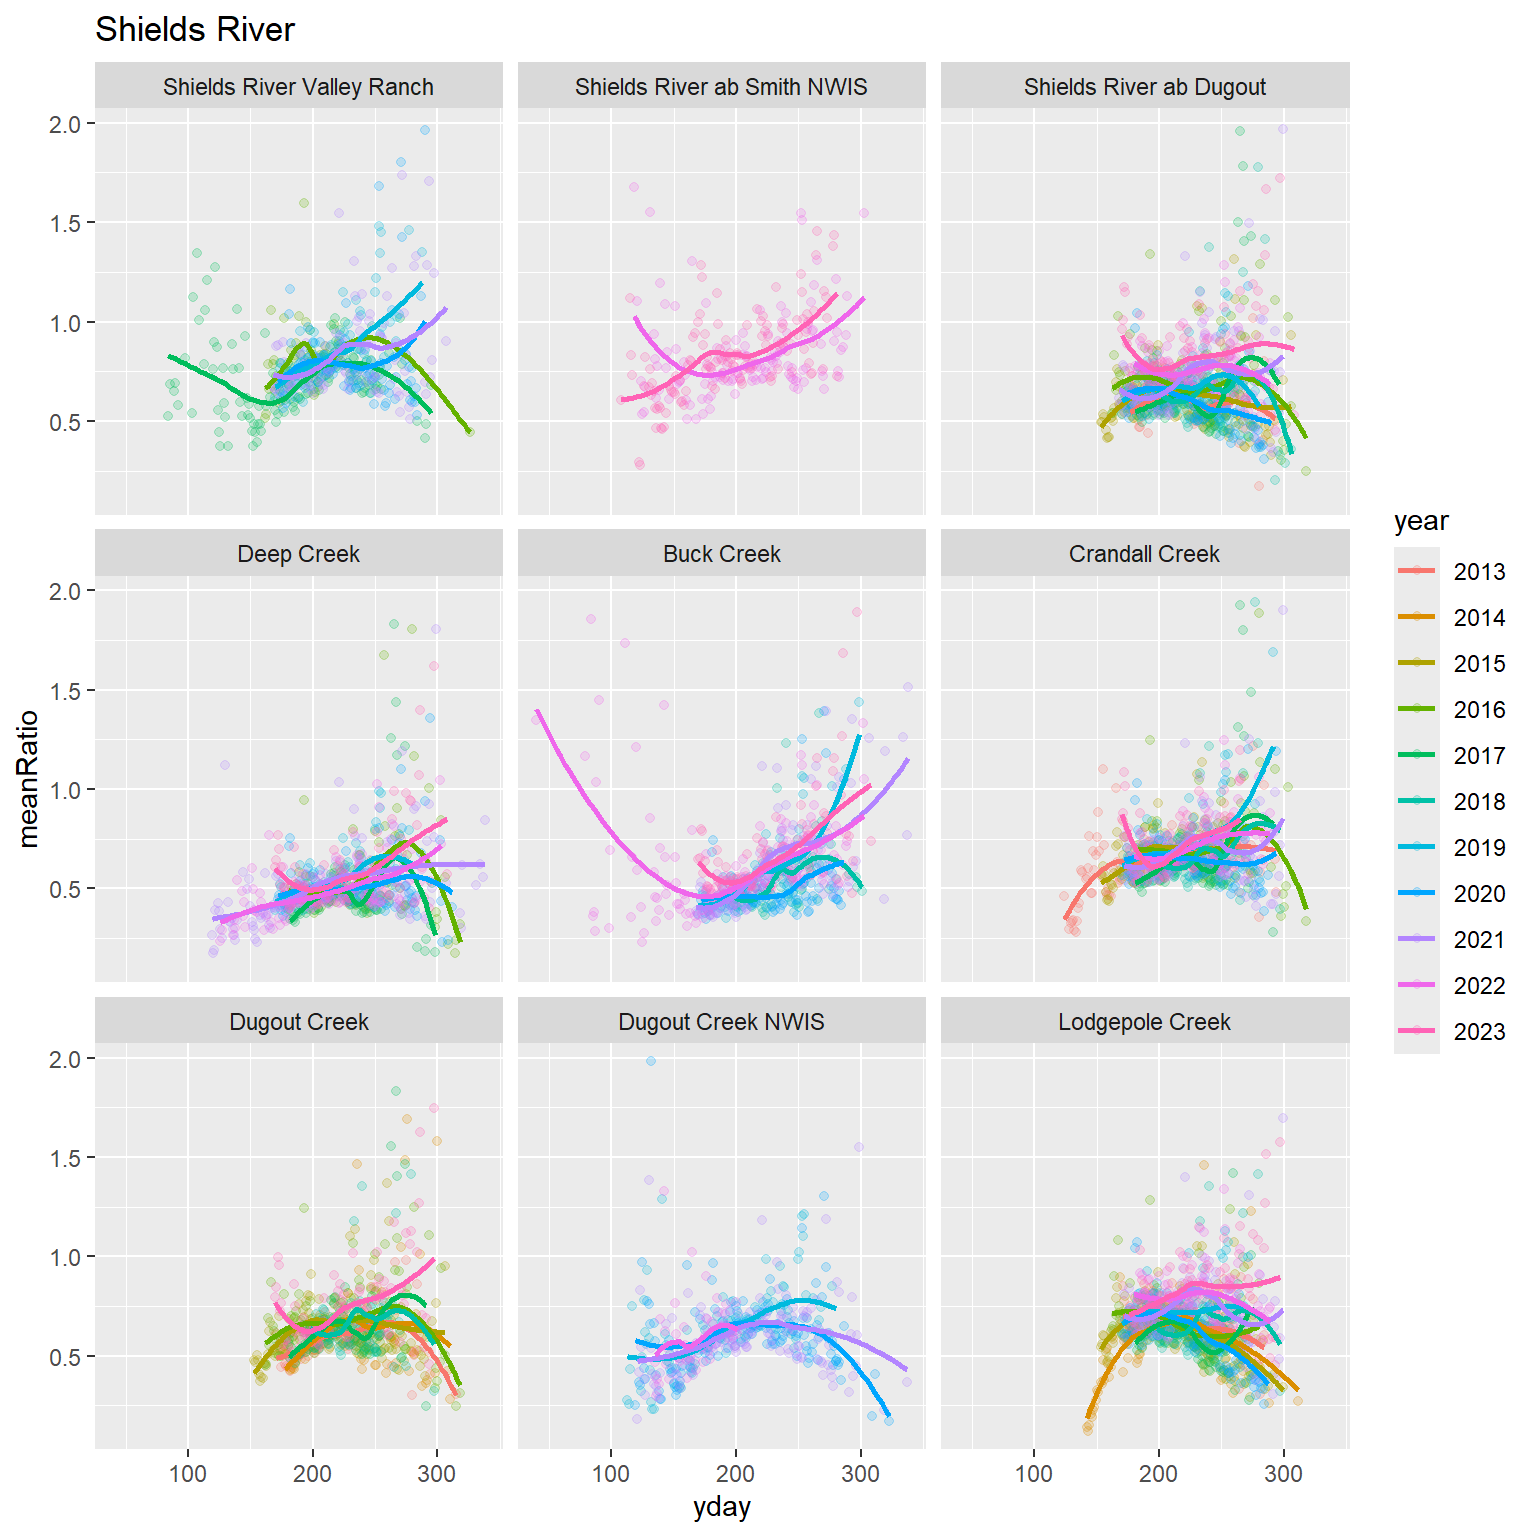 Shields River
Shields River Valley Ranch
Shields River ab Smith NWIS
Shields River ab Dugout
2.0
1.5
1.0
0.5
Deep Creek
Buck Creek
Crandall Creek
2.0
1.5
1.0
0.5
Dugout Creek
Dugout Creek NWIS
Lodgepole Creek
2.0
1.5
1.0
0.5
100 200 300
100 200 300
100 200 300
yday
meanRatio
year
2013
2014
2015
2016
2017
2018
2019
2020
2021
2022
2023